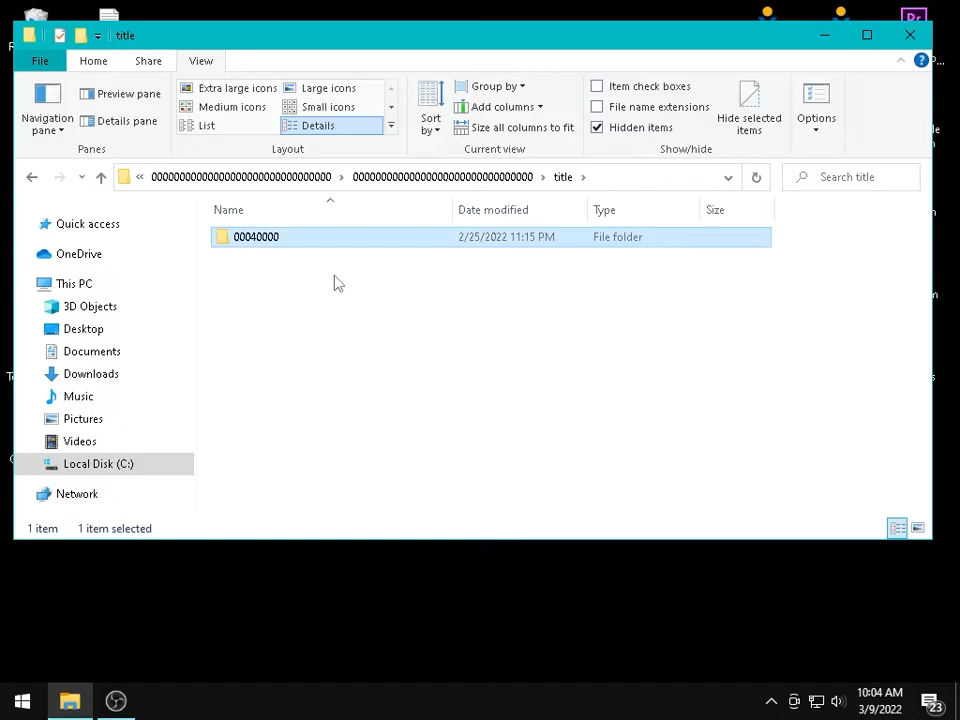 title
File
Home
Share
View
Navigation pane
Preview pane
Details pane
Panes
Extra large icons
Large icons
Medium icons
Small icons
List
Details
Layout
Sort by
Group by
Add columns
Size all columns to fit
Current view
Item check boxes
File name extensions
Hidden items
Hide selected items
Show/hide
Options
« 00000000000000000000000000000000 › 00000000000000000000000000000000 › title ›
Search title
Name
Date modified
Type
Size
00040000
2/25/2022 11:15 PM
File folder
Quick access
OneDrive
This PC
3D Objects
Desktop
Documents
Downloads
Music
Pictures
Videos
Local Disk (C:)
Network
1 item
1 item selected
Pr
10:04 AM
3/9/2022
23